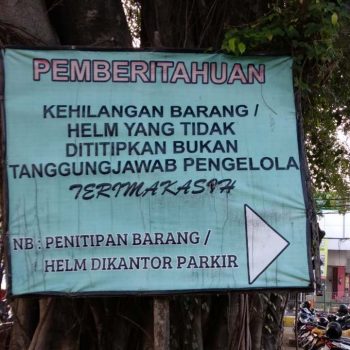 PEMBERITAHUAN
KEHILANGAN BARANG /
HELM YANG TIDAK
DITITIPKAN BUKAN
TANGGUNGJAWAB PENGELOLA
TERIMAKASIH
NB : PENITIPAN BARANG /
HELM DIKANTOR PARKIR